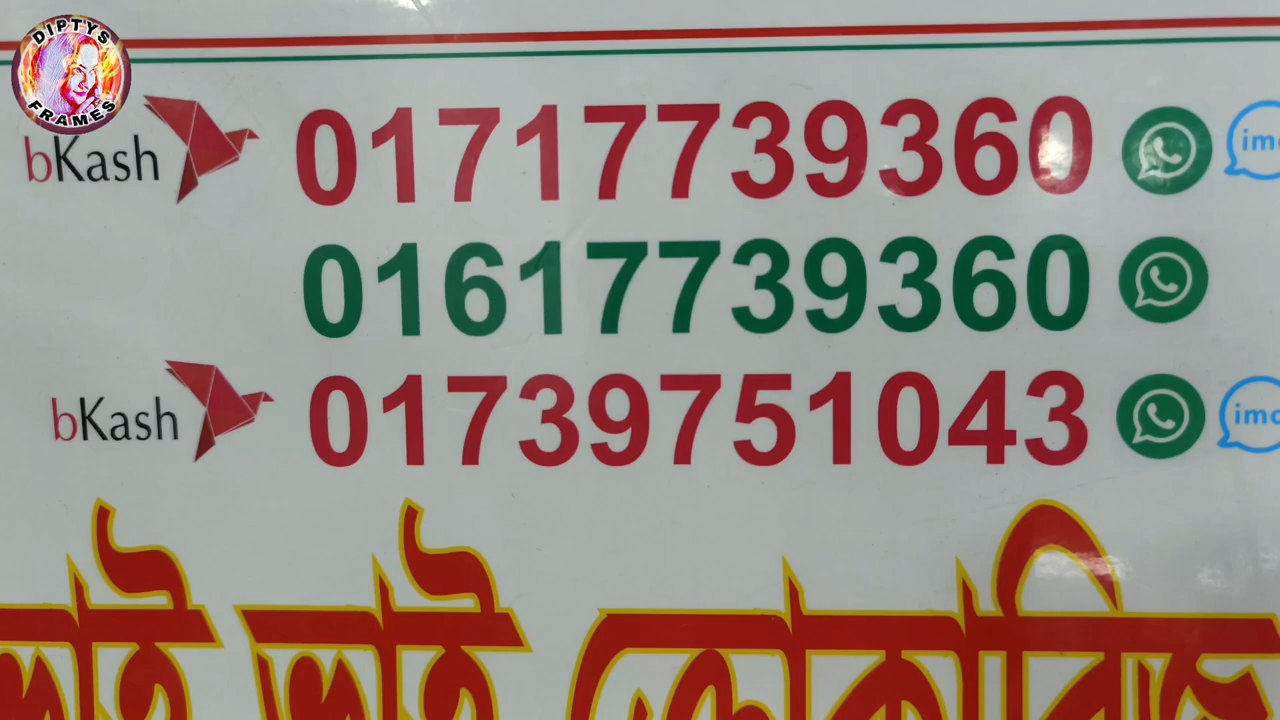 DIPTYS FRAMES
bKash 01717739360 imo
01617739360
bKash 01739751043 imo
ভাই ভাই